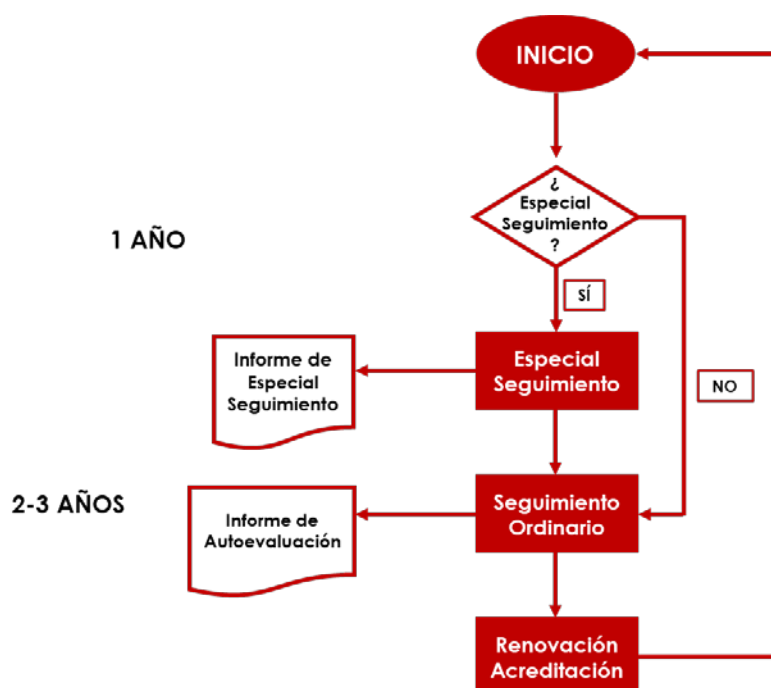 INICIO
¿
Especial
Seguimiento
?
1 AÑO
SÍ
Informe de
Especial
Seguimiento
Especial
Seguimiento
NO
2-3 AÑOS
Informe de
Autoevaluación
Seguimiento
Ordinario
Renovación
Acreditación